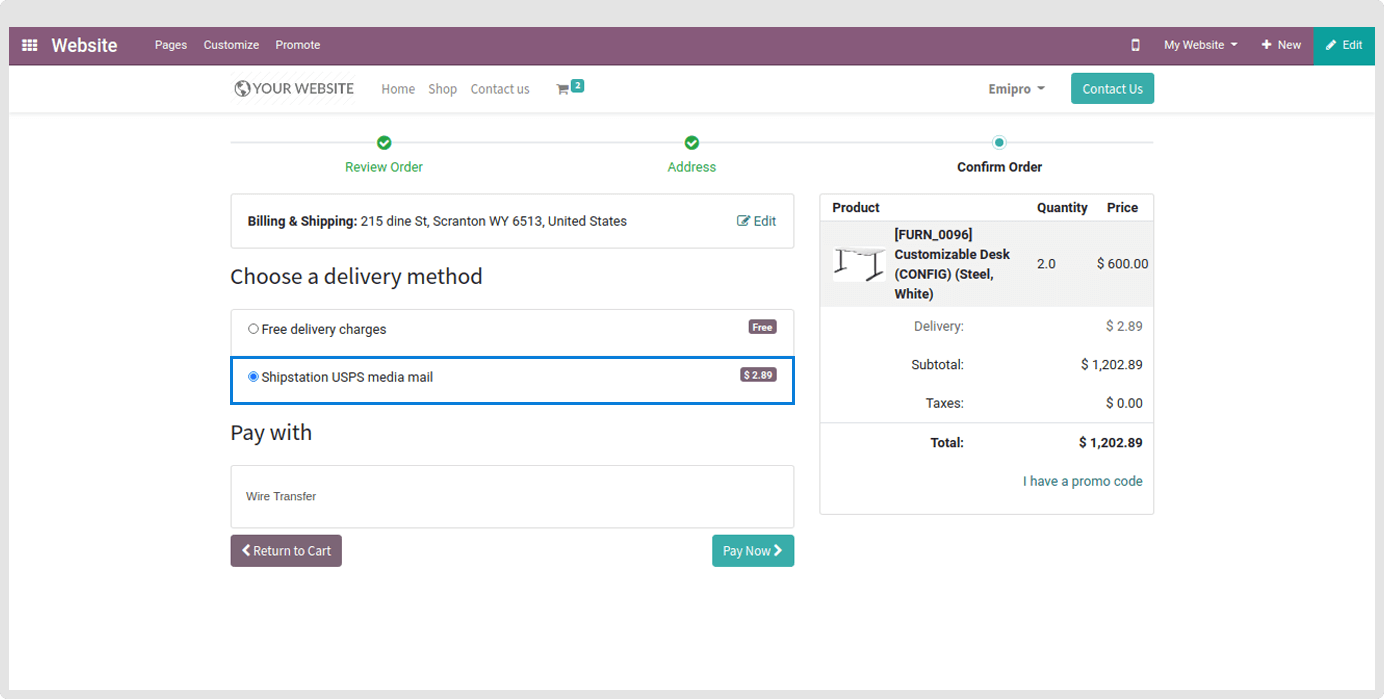 Website Pages Customize Promote My Website New Edit
YOUR WEBSITE Home Shop Contact us 2 Emipro Contact Us
Review Order Address Confirm Order
Billing & Shipping: 215 dine St, Scranton WY 6513, United States Edit
Choose a delivery method
Free delivery charges Free
Shipstation USPS media mail $ 2.89
Pay with
Wire Transfer
Return to Cart Pay Now
Product Quantity Price
[FURN_0096]
Customizable Desk
(CONFIG) (Steel,
White)
2.0 $ 600.00
Delivery: $ 2.89
Subtotal: $ 1,202.89
Taxes: $ 0.00
Total: $ 1,202.89
I have a promo code